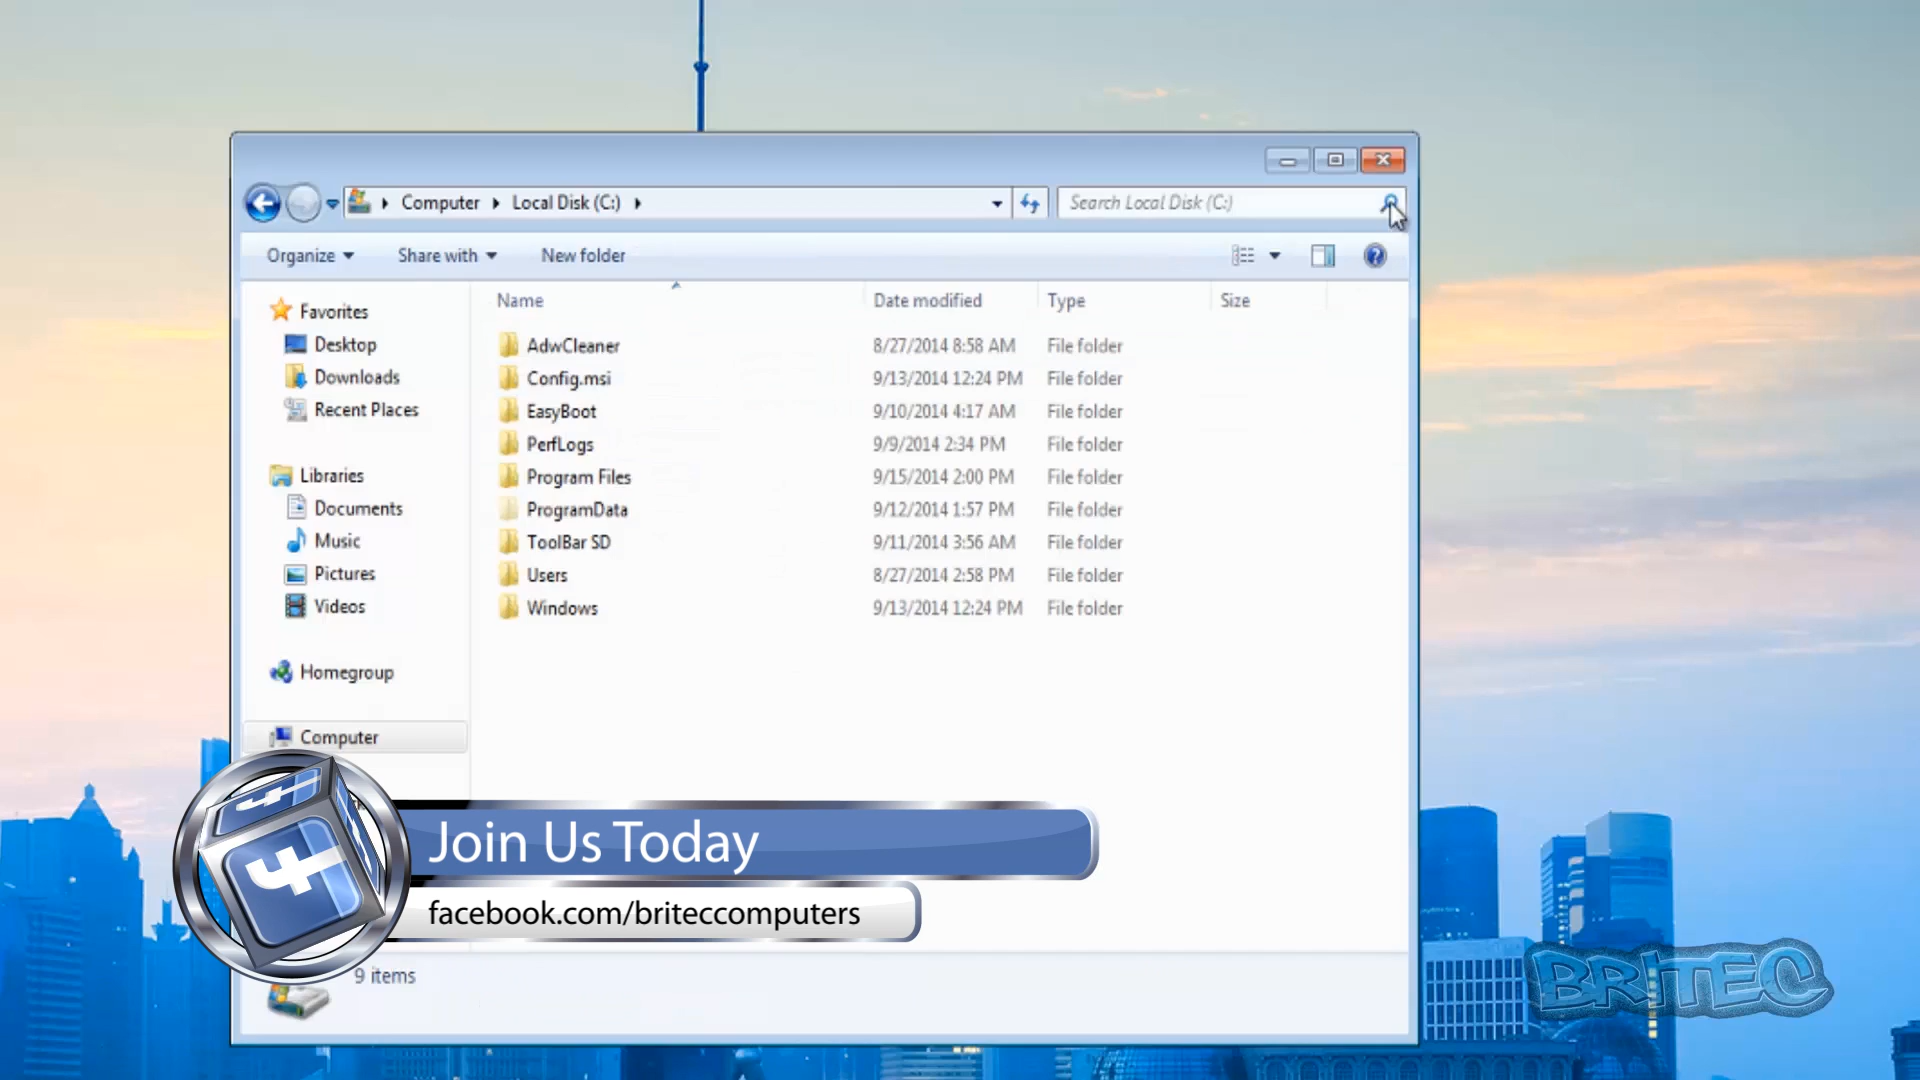 Computer Local Disk (C:)
Search Local Disk (C:)
Organize Share with New folder
Name Date modified Type Size
Favorites
Desktop
Downloads
Recent Places
Libraries
Documents
Music
Pictures
Videos
Homegroup
Computer
AdwCleaner 8/27/2014 8:58 AM File folder
Config.msi 9/13/2014 12:24 PM File folder
EasyBoot 9/10/2014 4:17 AM File folder
PerfLogs 9/9/2014 2:34 PM File folder
Program Files 9/15/2014 2:00 PM File folder
ProgramData 9/12/2014 1:57 PM File folder
ToolBar SD 9/11/2014 3:56 AM File folder
Users 8/27/2014 2:58 PM File folder
Windows 9/13/2014 12:24 PM File folder
Join Us Today
facebook.com/briteccomputers
9 items
BRITEC